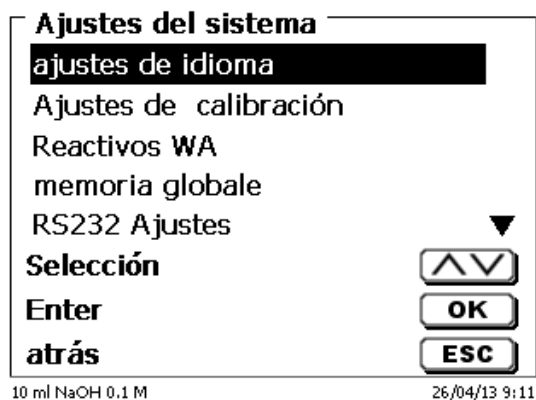 Ajustes del sistema
ajustes de idioma
Ajustes de  calibración
Reactivos WA
memoria globale
RS232 Ajustes
Selección
Enter OK
atrás ESC
10 ml NaOH 0.1 M 26/04/13 9:11